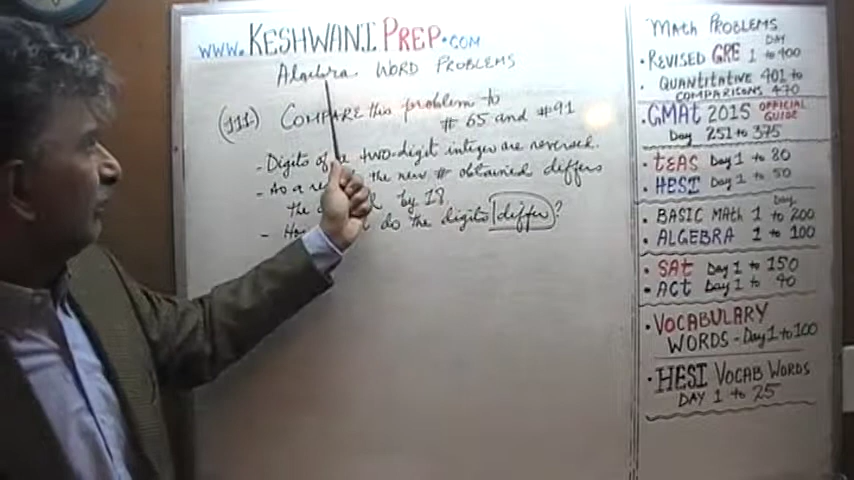 www.KESHWANI PREP.COM
Algebra WORD PROBLEMS
(111.) COMPARE this problem to
# 65 and #91
- Digits of two-digit integer are reversed.
- As a the new # obtained differs
the by 18
- do the digits differ?
Math PROBLEMS
DAY
• REVISED GRE 1 to 400
• QUANTITATIVE 401 to
COMPARISONS 470
• GMAT 2015 OFFICIAL GUIDE
Day 251 to 375
• TEAS Day 1 to 80
• HESI Day 1 to 50
Day
• BASIC MATH 1 to 200
• ALGEBRA 1 to 100
• SAT Day 1 to 150
• ACT Day 1 to 40
• VOCABULARY
WORDS - Day 1 to 100
• HESI VOCAB WORDS
DAY 1 to 25